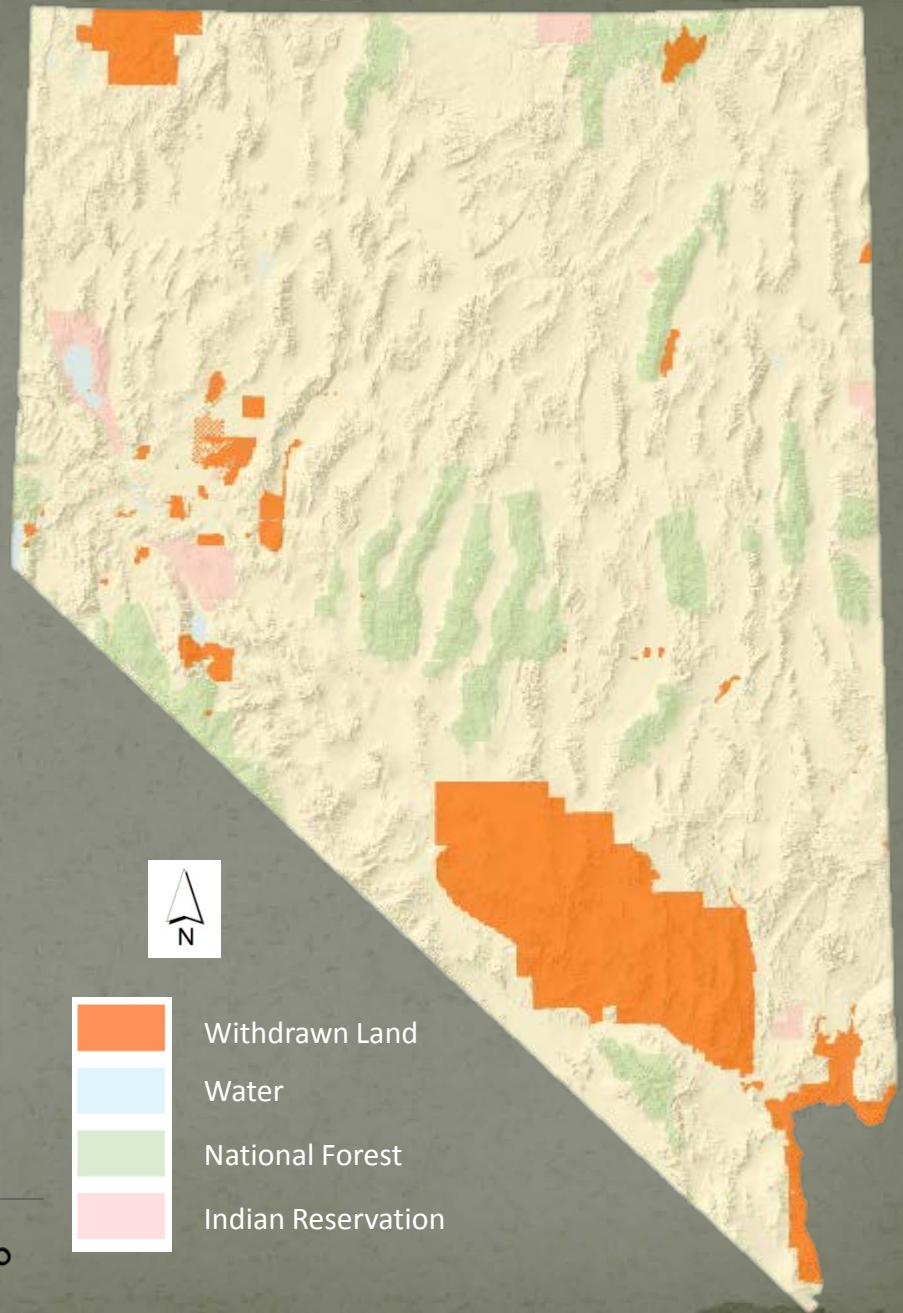 N
Withdrawn Land
Water
National Forest
Indian Reservation